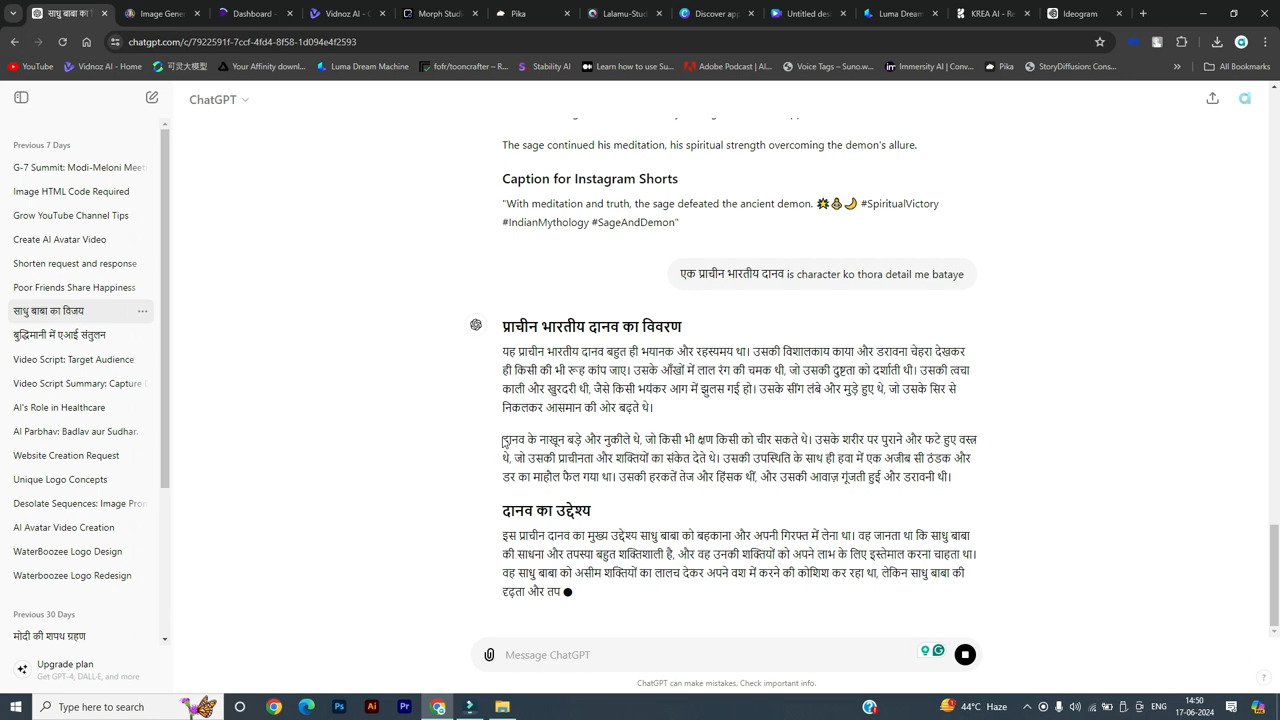 साधु बाबा का वि
Image Gener
Dashboard -
Vidnoz AI - C
Morph Studi
Pika
Lalamu-Stud
Discover app
Untitled des
Luma Dream
KREA AI - Re
Ideogram
chatgpt.com/c/7922591f-7ccf-4fd4-8f58-1d094e4f2593
YouTube
Vidnoz AI - Home
可灵大模型
Your Affinity downl...
Luma Dream Machine
fofr/tooncrafter – R...
Stability AI
Learn how to use Su...
Adobe Podcast | AI...
Voice Tags – Suno.w...
Immersity AI | Conv...
Pika
StoryDiffusion: Cons...
All Bookmarks
ChatGPT
Previous 7 Days
G-7 Summit: Modi-Meloni Meet
Image HTML Code Required
Grow YouTube Channel Tips
Create AI Avatar Video
Shorten request and response
Poor Friends Share Happiness
साधु बाबा का विजय
बुद्धिमानी में एआई संतुलन
Video Script: Target Audience
Video Script Summary: Capture
AI's Role in Healthcare
AI Parbhav: Badlav aur Sudhar.
Website Creation Request
Unique Logo Concepts
Desolate Sequences: Image Pro
AI Avatar Video Creation
WaterBoozee Logo Design
Waterboozee Logo Redesign
Previous 30 Days
मोदी की शपथ ग्रहण
Upgrade plan
Get GPT-4, DALL·E, and more
The sage continued his meditation, his spiritual strength overcoming the demon's allure.
Caption for Instagram Shorts
"With meditation and truth, the sage defeated the ancient demon. 🌟🧘🌙 #SpiritualVictory
#IndianMythology #SageAndDemon"
एक प्राचीन भारतीय दानव is character ko thora detail me bataye
प्राचीन भारतीय दानव का विवरण
यह प्राचीन भारतीय दानव बहुत ही भयानक और रहस्यमय था। उसकी विशालकाय काया और डरावना चेहरा देखकर
ही किसी की भी रूह कांप जाए। उसके आँखों में लाल रंग की चमक थी, जो उसकी दुष्टता को दर्शाती थी। उसकी त्वचा
काली और खुरदरी थी, जैसे किसी भयंकर आग में झुलस गई हो। उसके सींग लंबे और मुड़े हुए थे, जो उसके सिर से
निकलकर आसमान की ओर बढ़ते थे।
दानव के नाखून बड़े और नुकीले थे, जो किसी भी क्षण किसी को चीर सकते थे। उसके शरीर पर पुराने और फटे हुए वस्त्र
थे, जो उसकी प्राचीनता और शक्तियों का संकेत देते थे। उसकी उपस्थिति के साथ ही हवा में एक अजीब सी ठंडक और
डर का माहौल फैल गया था। उसकी हरकतें तेज और हिंसक थीं, और उसकी आवाज़ गूंजती हुई और डरावनी थी।
दानव का उद्देश्य
इस प्राचीन दानव का मुख्य उद्देश्य साधु बाबा को बहकाना और अपनी गिरफ्त में लेना था। वह जानता था कि साधु बाबा
की साधना और तपस्या बहुत शक्तिशाली है, और वह उनकी शक्तियों को अपने लाभ के लिए इस्तेमाल करना चाहता था।
वह साधु बाबा को असीम शक्तियों का लालच देकर अपने वश में करने की कोशिश कर रहा था, लेकिन साधु बाबा की
दृढ़ता और तप
Message ChatGPT
ChatGPT can make mistakes. Check important info.
Type here to search
44°C Haze
14:50
17-06-2024